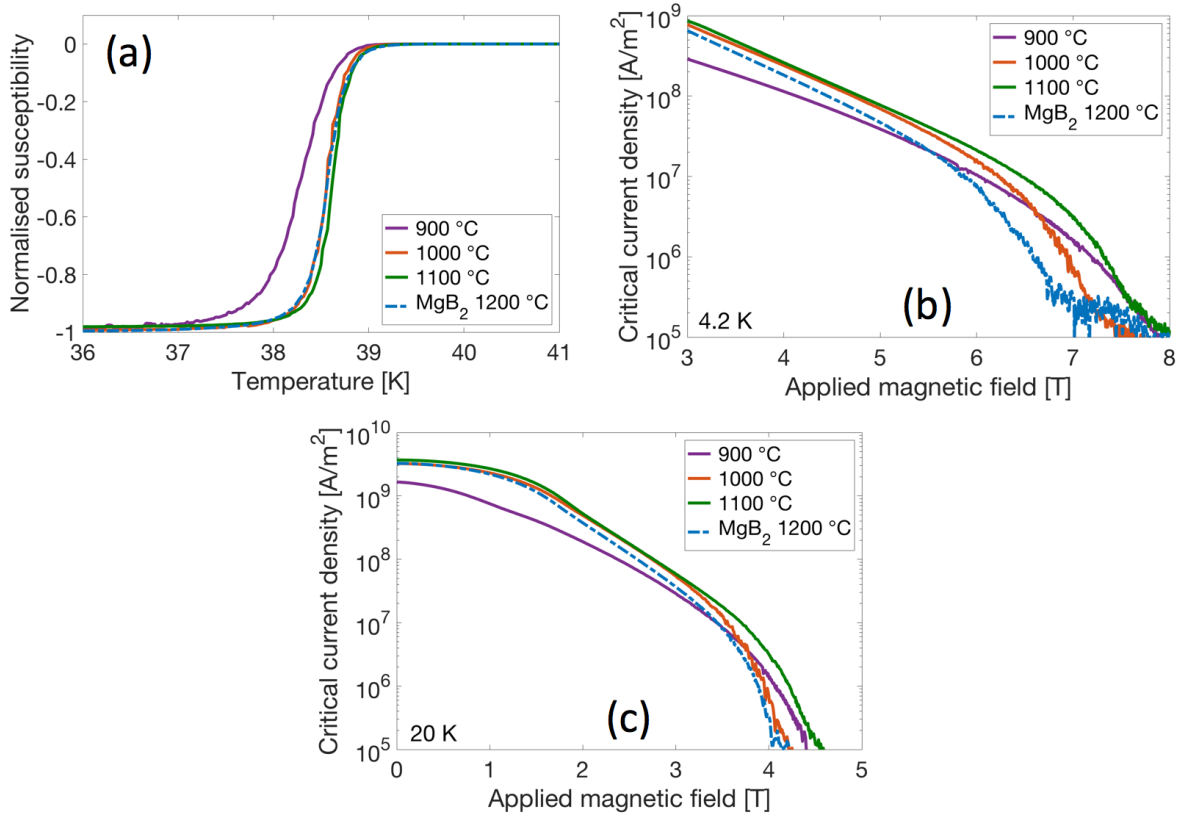 (a)
Normalised susceptibility
0
-0.2
-0.4
-0.6
-0.8
-1
36 37 38 39 40 41
Temperature [K]
900 °C
1000 °C
1100 °C
MgB2 1200 °C
(b)
Critical current density [A/m2]
10^9
10^8
10^7
10^6
10^5
4.2 K
3 4 5 6 7 8
Applied magnetic field [T]
900 °C
1000 °C
1100 °C
MgB2 1200 °C
(c)
Critical current density [A/m2]
10^10
10^9
10^8
10^7
10^6
10^5
20 K
0 1 2 3 4 5
Applied magnetic field [T]
900 °C
1000 °C
1100 °C
MgB2 1200 °C